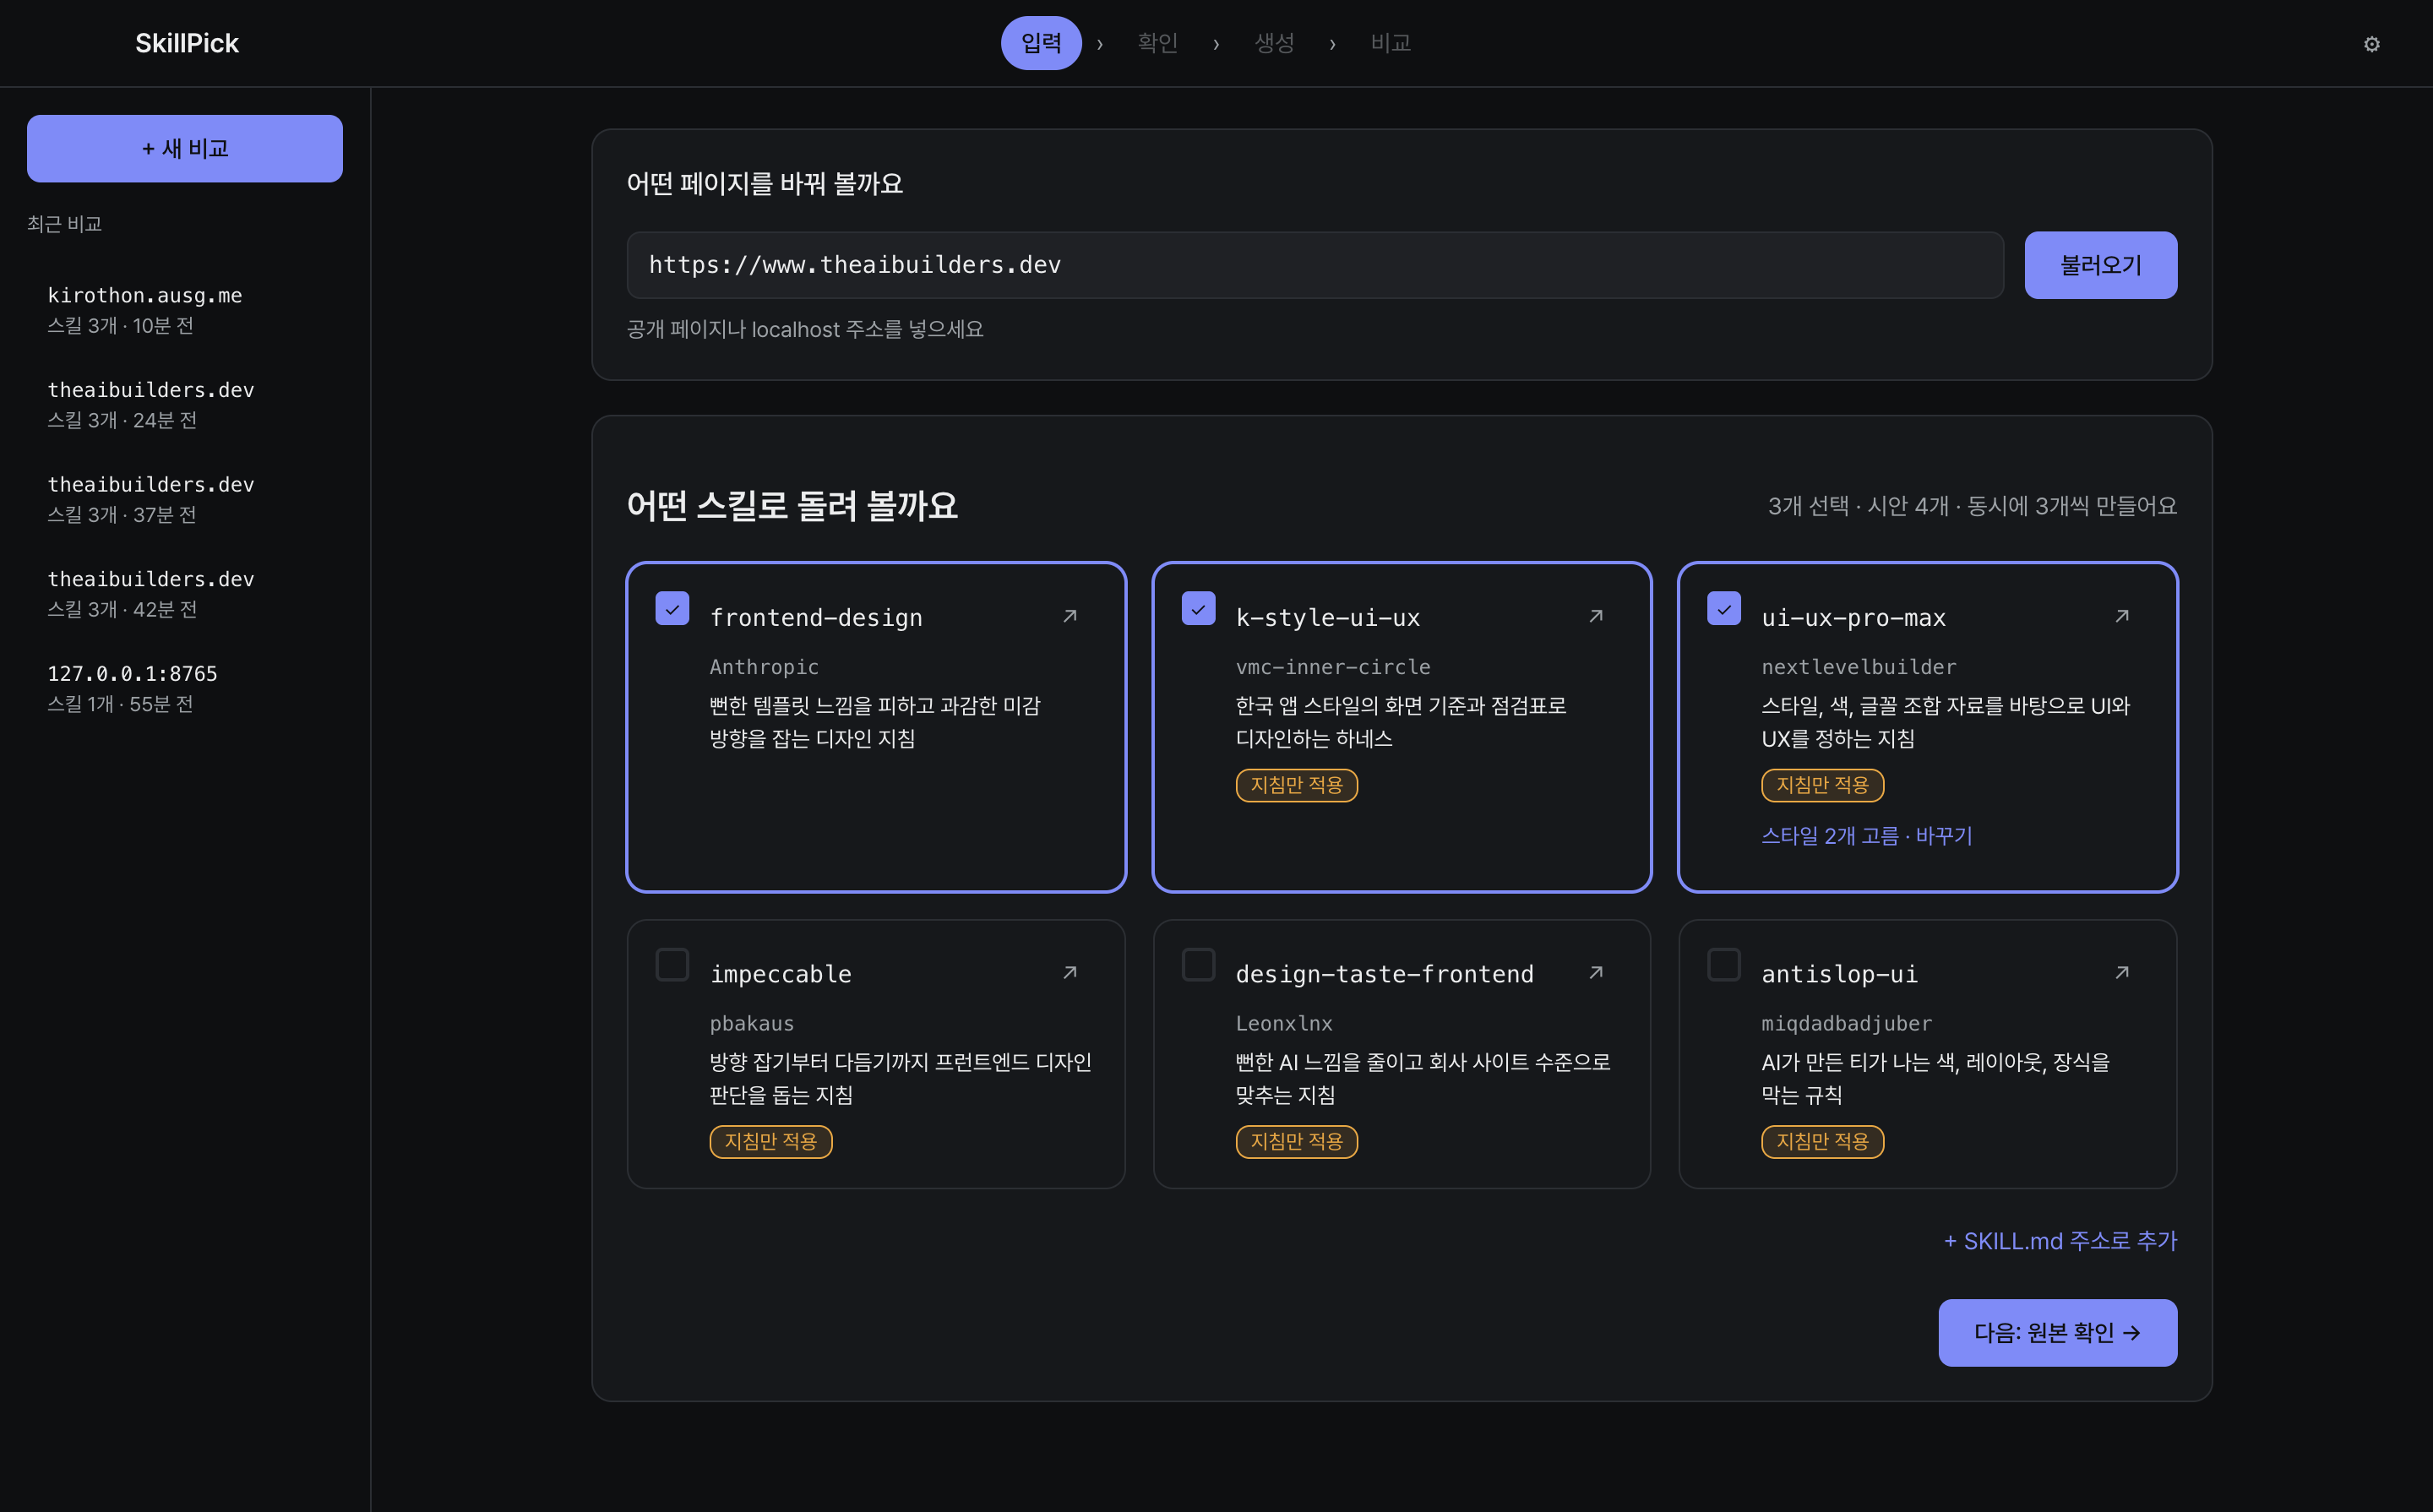 SkillPick
입력 › 확인 › 생성 › 비교
+ 새 비교
최근 비교
kirothon.ausg.me
스킬 3개 · 10분 전
theaibuilders.dev
스킬 3개 · 24분 전
theaibuilders.dev
스킬 3개 · 37분 전
theaibuilders.dev
스킬 3개 · 42분 전
127.0.0.1:8765
스킬 1개 · 55분 전
어떤 페이지를 바꿔 볼까요
https://www.theaibuilders.dev
불러오기
공개 페이지나 localhost 주소를 넣으세요
어떤 스킬로 돌려 볼까요
3개 선택 · 시안 4개 · 동시에 3개씩 만들어요
frontend-design ↗
Anthropic
뻔한 템플릿 느낌을 피하고 과감한 미감
방향을 잡는 디자인 지침
k-style-ui-ux ↗
vmc-inner-circle
한국 앱 스타일의 화면 기준과 점검표로
디자인하는 하네스
지침만 적용
ui-ux-pro-max ↗
nextlevelbuilder
스타일, 색, 글꼴 조합 자료를 바탕으로 UI와
UX를 정하는 지침
지침만 적용
스타일 2개 고름 · 바꾸기
impeccable ↗
pbakaus
방향 잡기부터 다듬기까지 프런트엔드 디자인
판단을 돕는 지침
지침만 적용
design-taste-frontend ↗
Leonxlnx
뻔한 AI 느낌을 줄이고 회사 사이트 수준으로
맞추는 지침
지침만 적용
antislop-ui ↗
miqdadbadjuber
AI가 만든 티가 나는 색, 레이아웃, 장식을
막는 규칙
지침만 적용
+ SKILL.md 주소로 추가
다음: 원본 확인 →